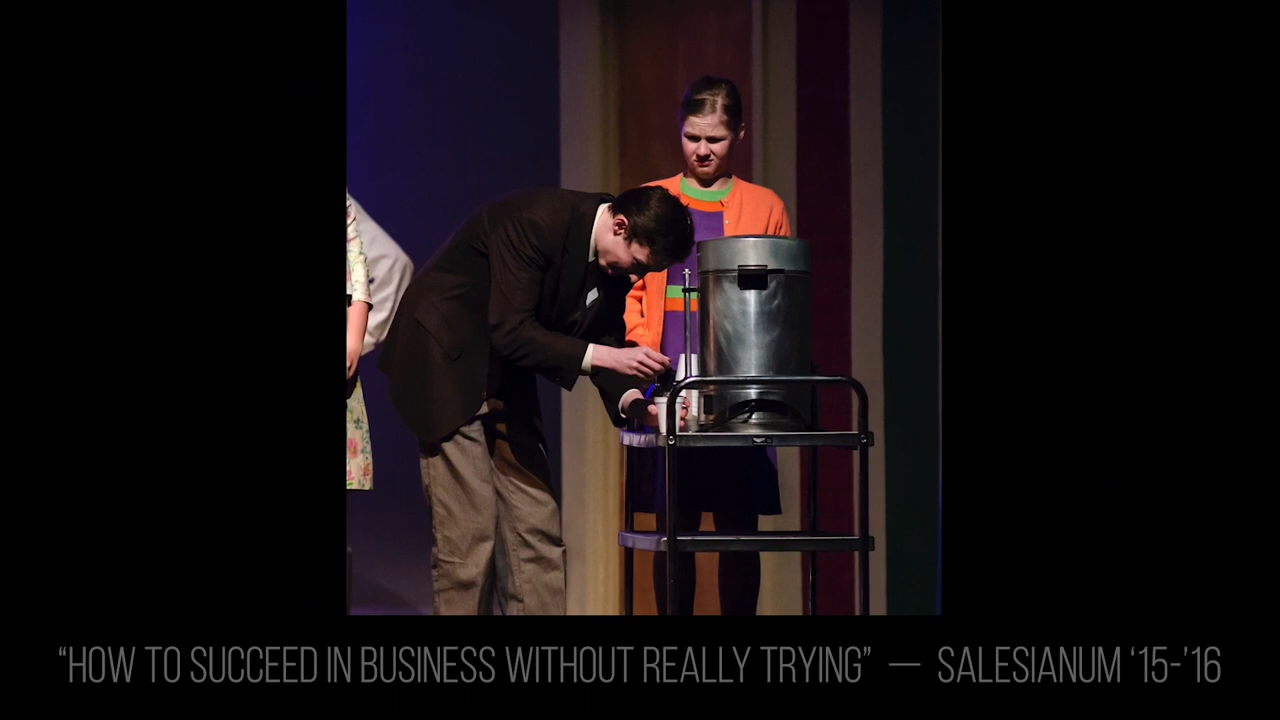 “HOW TO SUCCEED IN BUSINESS WITHOUT REALLY TRYING” — SALESIANUM ‘15-’16